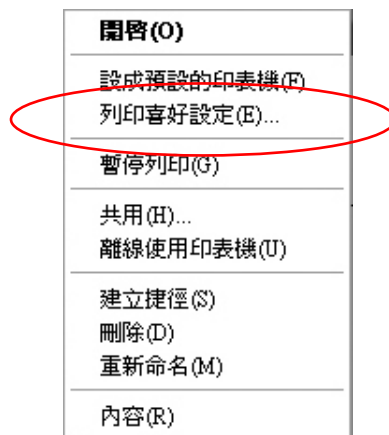 開啓(O)
設成預設的印表機(F)
列印喜好設定(E)...
暫停列印(G)
共用(H)...
離線使用印表機(U)
建立捷徑(S)
刪除(D)
重新命名(M)
內容(R)